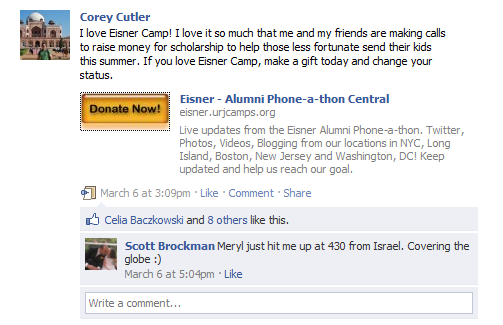 Corey Cutler
I love Eisner Camp! I love it so much that me and my friends are making calls
to raise money for scholarship to help those less fortunate send their kids
this summer. If you love Eisner Camp, make a gift today and change your
status.
Donate Now!
Eisner - Alumni Phone-a-thon Central
eisner.urjcamps.org
Live updates from the Eisner Alumni Phone-a-thon. Twitter,
Photos, Videos, Blogging from our locations in NYC, Long
Island, Boston, New Jersey and Washington, DC! Keep
updated and help us reach our goal.
March 6 at 3:09pm · Like · Comment · Share
Celia Baczkowski and 8 others like this.
Scott Brockman Meryl just hit me up at 430 from Israel. Covering the
globe :)
March 6 at 5:04pm · Like
Write a comment...